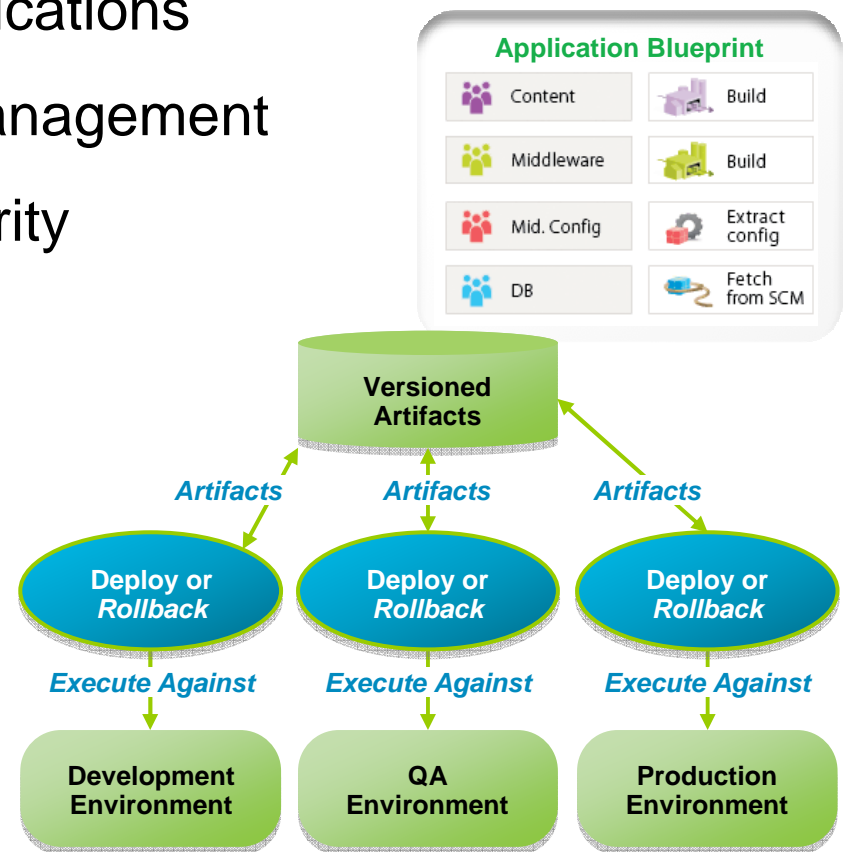 ications
anagement
rity
Application Blueprint
Content Build
Middleware Build
Mid. Config Extract
config
DB Fetch
from SCM
Versioned
Artifacts
Artifacts Artifacts Artifacts
Deploy or Deploy or Deploy or
Rollback Rollback Rollback
Execute Against Execute Against Execute Against
Development QA Production
Environment Environment Environment